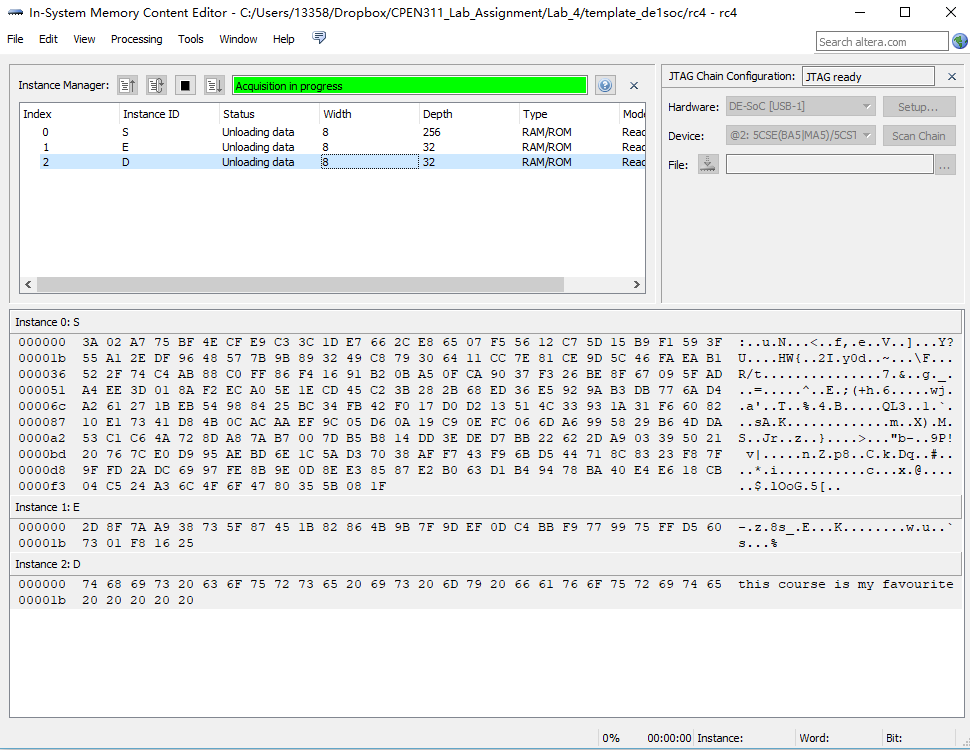 In-System Memory Content Editor - C:/Users/13358/Dropbox/CPEN311_Lab_Assignment/Lab_4/template_de1soc/rc4 - rc4
File Edit View Processing Tools Window Help
Search altera.com
Instance Manager: Acquisition in progress
JTAG Chain Configuration: JTAG ready
Index Instance ID Status Width Depth Type Mod
0 S Unloading data 8 256 RAM/ROM Read
1 E Unloading data 8 32 RAM/ROM Read
2 D Unloading data 8 32 RAM/ROM Read
Hardware: DE-SoC [USB-1] Setup...
Device: @2: 5CSE(BA5|MA5)/5CST Scan Chain
File: ...
Instance 0: S
000000 3A 02 A7 75 BF 4E CF E9 C3 3C 1D E7 66 2C E8 65 07 F5 56 12 C7 5D 15 B9 F1 59 3F :..u.N...<..f,.e..V..]...Y?
00001b 55 A1 2E DF 96 48 57 7B 9B 89 32 49 C8 79 30 64 11 CC 7E 81 CE 9D 5C 46 FA EA B1 U....HW{..2I.y0d..~...\F...
000036 52 2F 74 C4 AB 88 C0 FF 86 F4 16 91 B2 0B A5 0F CA 90 37 F3 26 BE 8F 67 09 5F AD R/t...............7.&..g._.
000051 A4 EE 3D 01 8A F2 EC A0 5E 1E CD 45 C2 3B 28 2B 68 ED 36 E5 92 9A B3 DB 77 6A D4 ..=.....^..E.;(+h.6.....wj.
00006c A2 61 27 1B EB 54 98 84 25 BC 34 FB 42 F0 17 D0 D2 13 51 4C 33 93 1A 31 F6 60 82 .a'..T..%.4.B.....QL3..1.`.
000087 10 E1 73 41 D8 4B 0C AC AA EF 9C 05 D6 0A 19 C9 0E FC 06 6D A6 99 58 29 B6 4D DA ..sA.K.............m..X).M.
0000a2 53 C1 C6 4A 72 8D A8 7A B7 00 7D B5 B8 14 DD 3E DE D7 BB 22 62 2D A9 03 39 50 21 S..Jr..z..}....>..."b-..9P!
0000bd 20 76 7C E0 D9 95 AE BD 6E 1C 5A D3 70 38 AF F7 43 F9 6B D5 44 71 8C 83 23 F8 7F v|.....n.Z.p8..C.k.Dq..#..
0000d8 9F FD 2A DC 69 97 FE 8B 9E 0D 8E E3 85 87 E2 B0 63 D1 B4 94 78 BA 40 E4 E6 18 CB ..*.i...........c...x.@....
0000f3 04 C5 24 A3 6C 4F 6F 47 80 35 5B 08 1F ..$.lOoG.5[..
Instance 1: E
000000 2D 8F 7A A9 38 73 5F 87 45 1B 82 86 4B 9B 7F 9D EF 0D C4 BB F9 77 99 75 FF D5 60 -.z.8s_.E...K........w.u..`
00001b 73 01 F8 16 25 s...%
Instance 2: D
000000 74 68 69 73 20 63 6F 75 72 73 65 20 69 73 20 6D 79 20 66 61 76 6F 75 72 69 74 65 this course is my favourite
00001b 20 20 20 20 20
0% 00:00:00 Instance: Word: Bit: